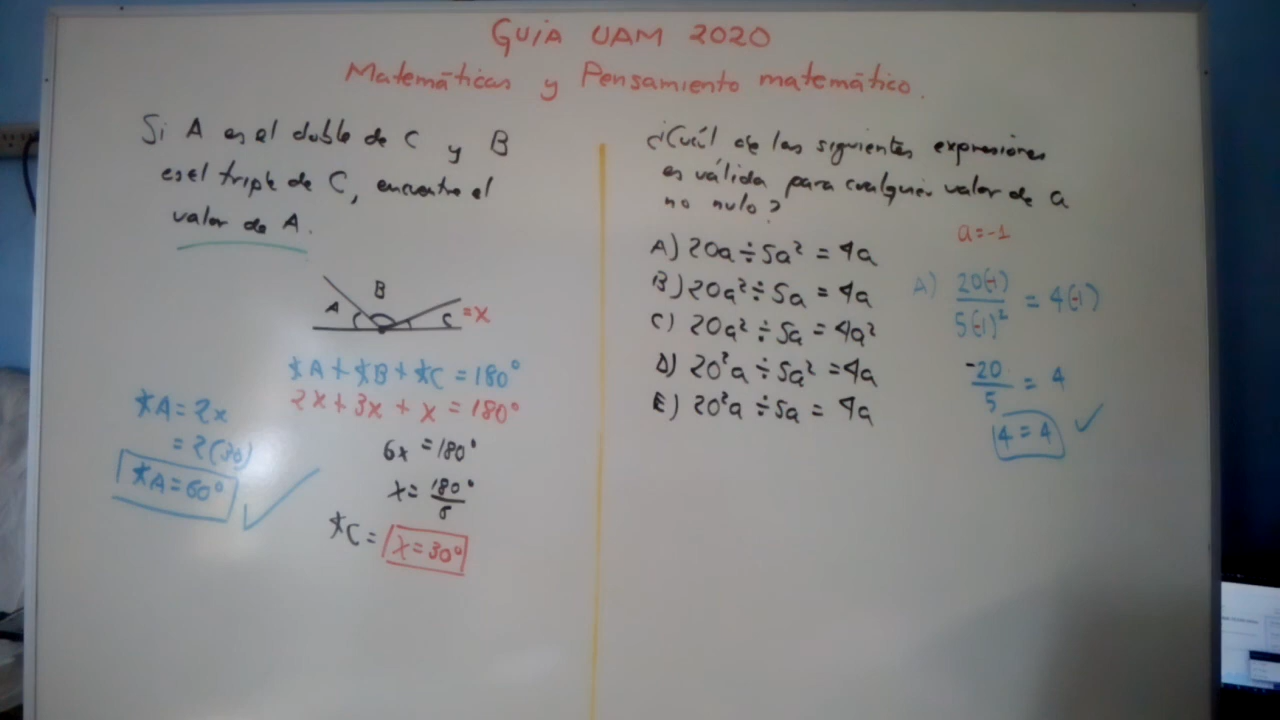 GUIA UAM 2020
Matemáticas y Pensamiento matemático.
Si A es el doble de C y B
es el triple de C, encuentre el
valor de A.
A B C = x
∡A + ∡B + ∡C = 180°
2x + 3x + x = 180°
6x = 180°
x = 180°/6
∡C = x = 30°
∡A = 2x
= 2(30)
∡A = 60°
¿Cuál de las siguientes expresiones
es válida para cualquier valor de a
no nulo?
A) 20a ÷ 5a² = 4a
B) 20a² ÷ 5a = 4a
C) 20a² ÷ 5a = 4a²
D) 20²a ÷ 5a² = 4a
E) 20²a ÷ 5a = 4a
a = -1
A) 20(-1)/5(-1)² = 4(-1)
-20/5 = 4
4 = 4